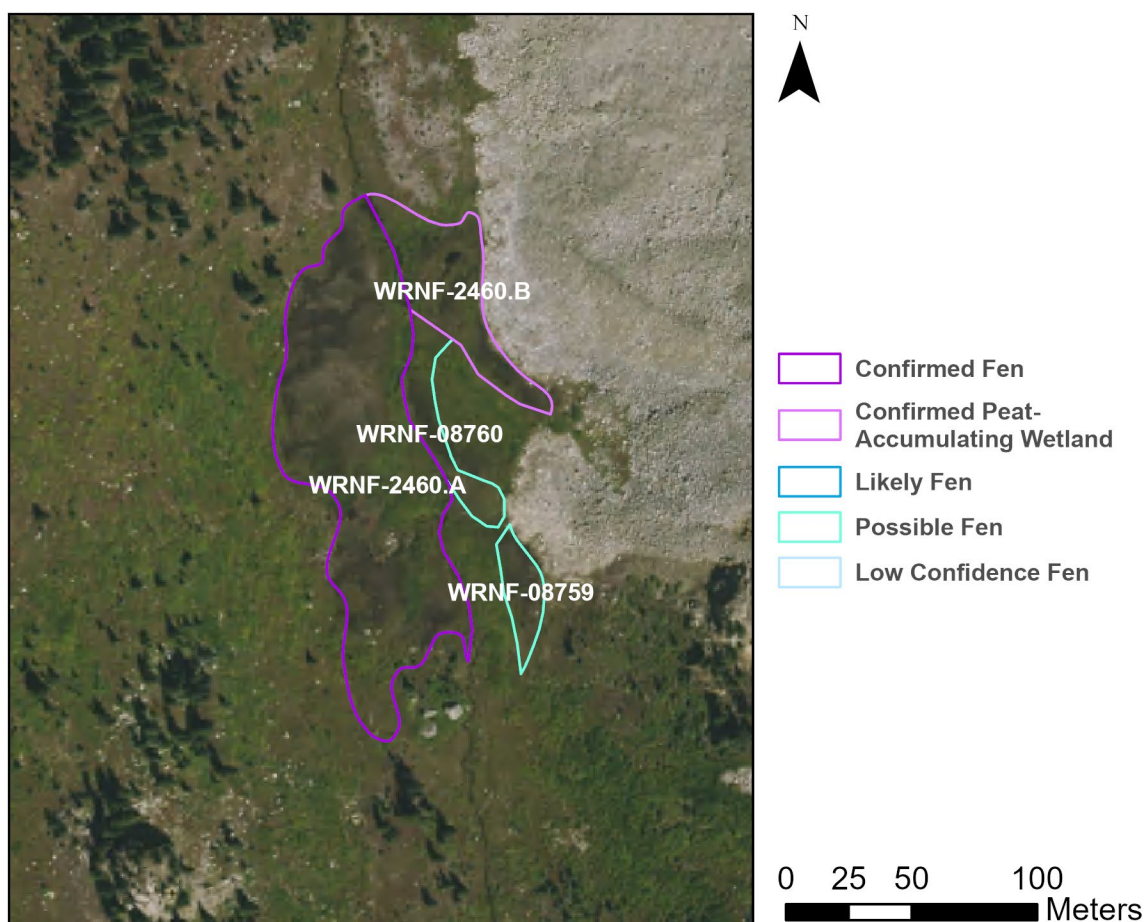 N
WRNF-2460.B
WRNF-08760
WRNF-2460.A
WRNF-08759
Confirmed Fen
Confirmed Peat-
Accumulating Wetland
Likely Fen
Possible Fen
Low Confidence Fen
0 25 50 100
Meters